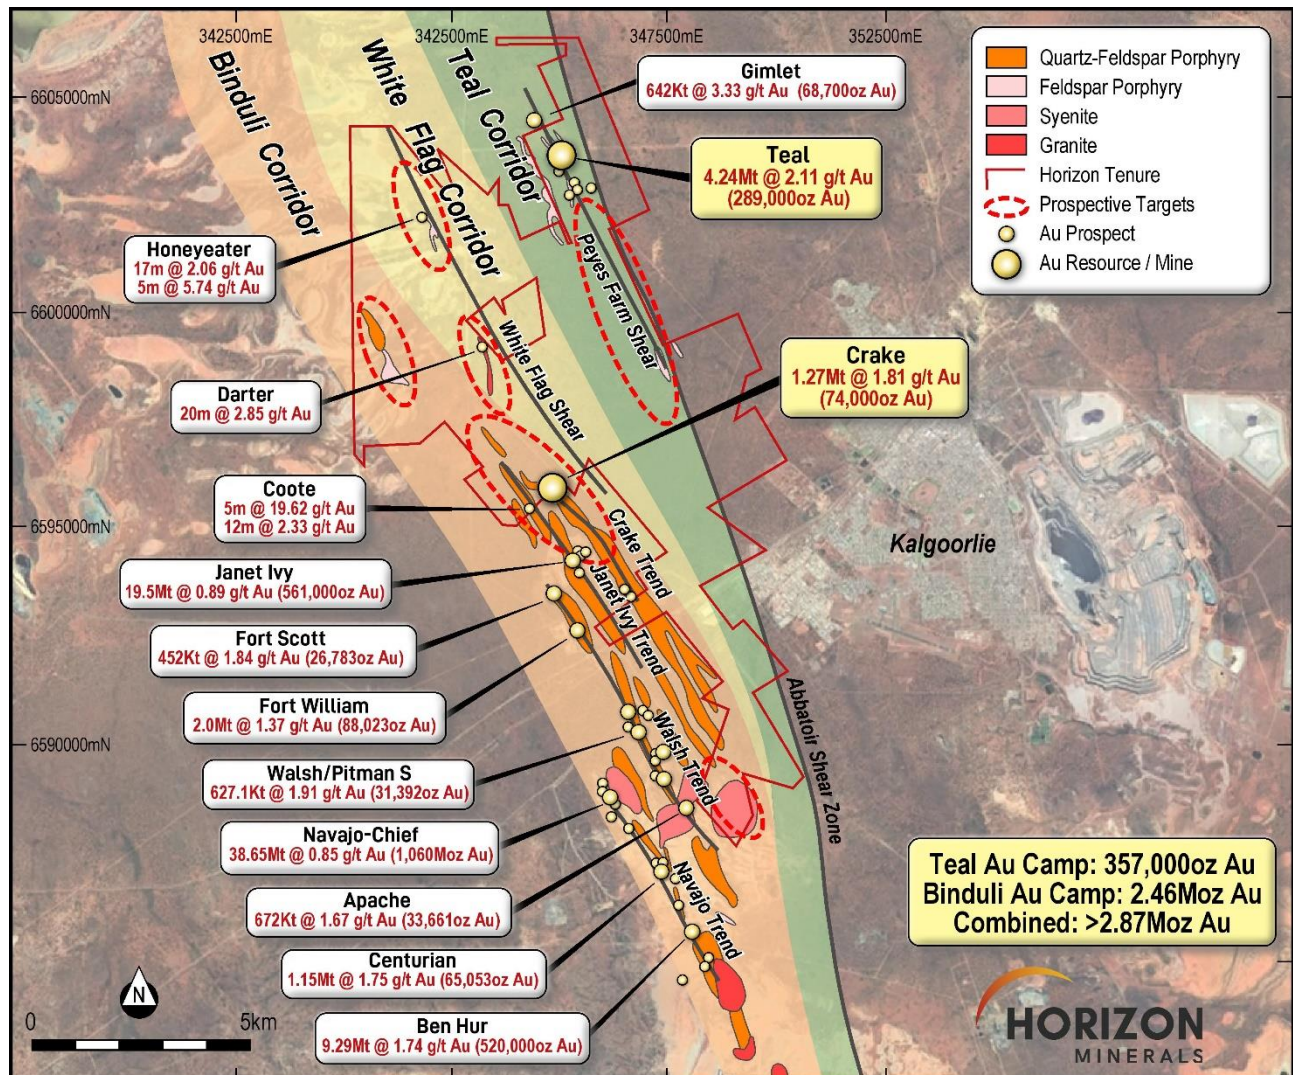 342500mE
342500mE
347500mE
352500mE
6605000mN
6600000mN
6595000mN
6590000mN
Binduli Corridor
White Flag Corridor
Teal Corridor
Gimlet
642Kt @ 3.33 g/t Au (68,700oz Au)
Teal
4.24Mt @ 2.11 g/t Au
(289,000oz Au)
Quartz-Feldspar Porphyry
Feldspar Porphyry
Syenite
Granite
Horizon Tenure
Prospective Targets
Au Prospect
Au Resource / Mine
Honeyeater
17m @ 2.06 g/t Au
5m @ 5.74 g/t Au
Peyes Farm Shear
White Flag Shear
Crake
1.27Mt @ 1.81 g/t Au
(74,000oz Au)
Darter
20m @ 2.85 g/t Au
Coote
5m @ 19.62 g/t Au
12m @ 2.33 g/t Au
Crake Trend
Kalgoorlie
Janet Ivy
19.5Mt @ 0.89 g/t Au (561,000oz Au)
Janet Ivy Trend
Fort Scott
452Kt @ 1.84 g/t Au (26,783oz Au)
Fort William
2.0Mt @ 1.37 g/t Au (88,023oz Au)
Walsh Trend
Abbatoir Shear Zone
Walsh/Pitman S
627.1Kt @ 1.91 g/t Au (31,392oz Au)
Navajo-Chief
38.65Mt @ 0.85 g/t Au (1,060Moz Au)
Navajo Trend
Apache
672Kt @ 1.67 g/t Au (33,661oz Au)
Centurian
1.15Mt @ 1.75 g/t Au (65,053oz Au)
Ben Hur
9.29Mt @ 1.74 g/t Au (520,000oz Au)
Teal Au Camp: 357,000oz Au
Binduli Au Camp: 2.46Moz Au
Combined: >2.87Moz Au
N
0 5km
HORIZON
MINERALS